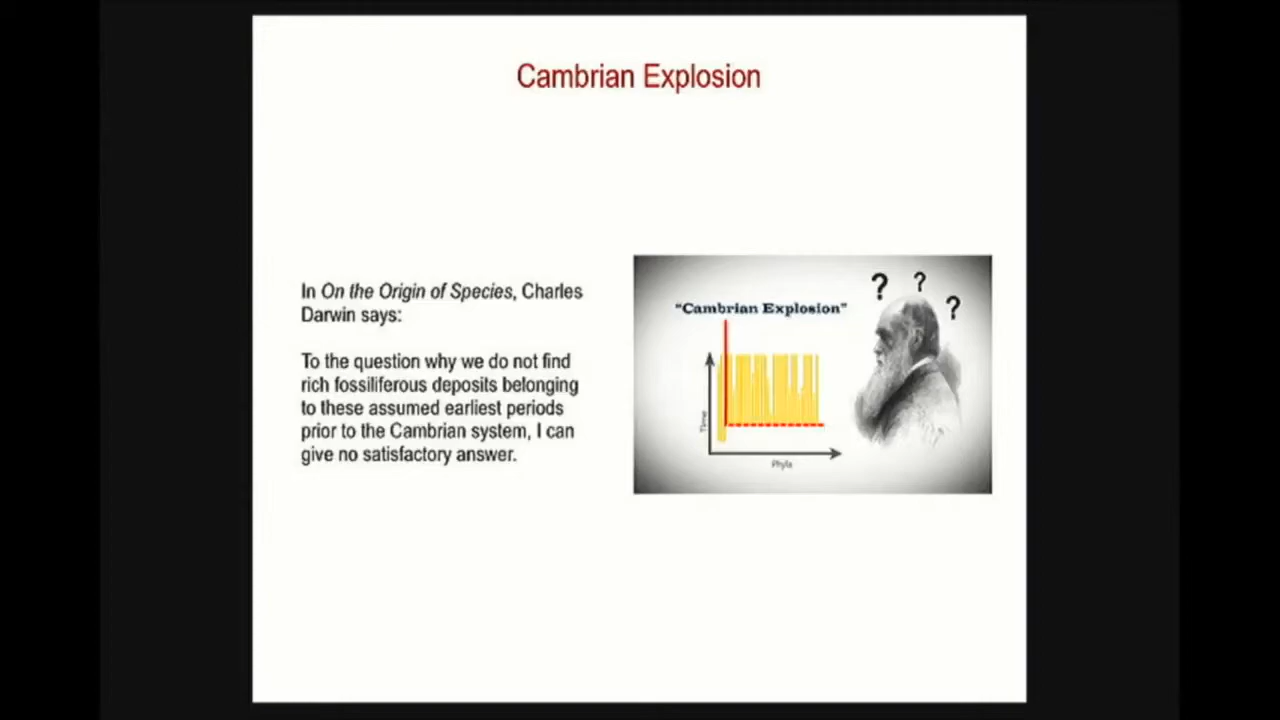 Cambrian Explosion
In On the Origin of Species, Charles
Darwin says:
To the question why we do not find
rich fossiliferous deposits belonging
to these assumed earliest periods
prior to the Cambrian system, I can
give no satisfactory answer.
? ? ?
“Cambrian Explosion”
Time
Phyla